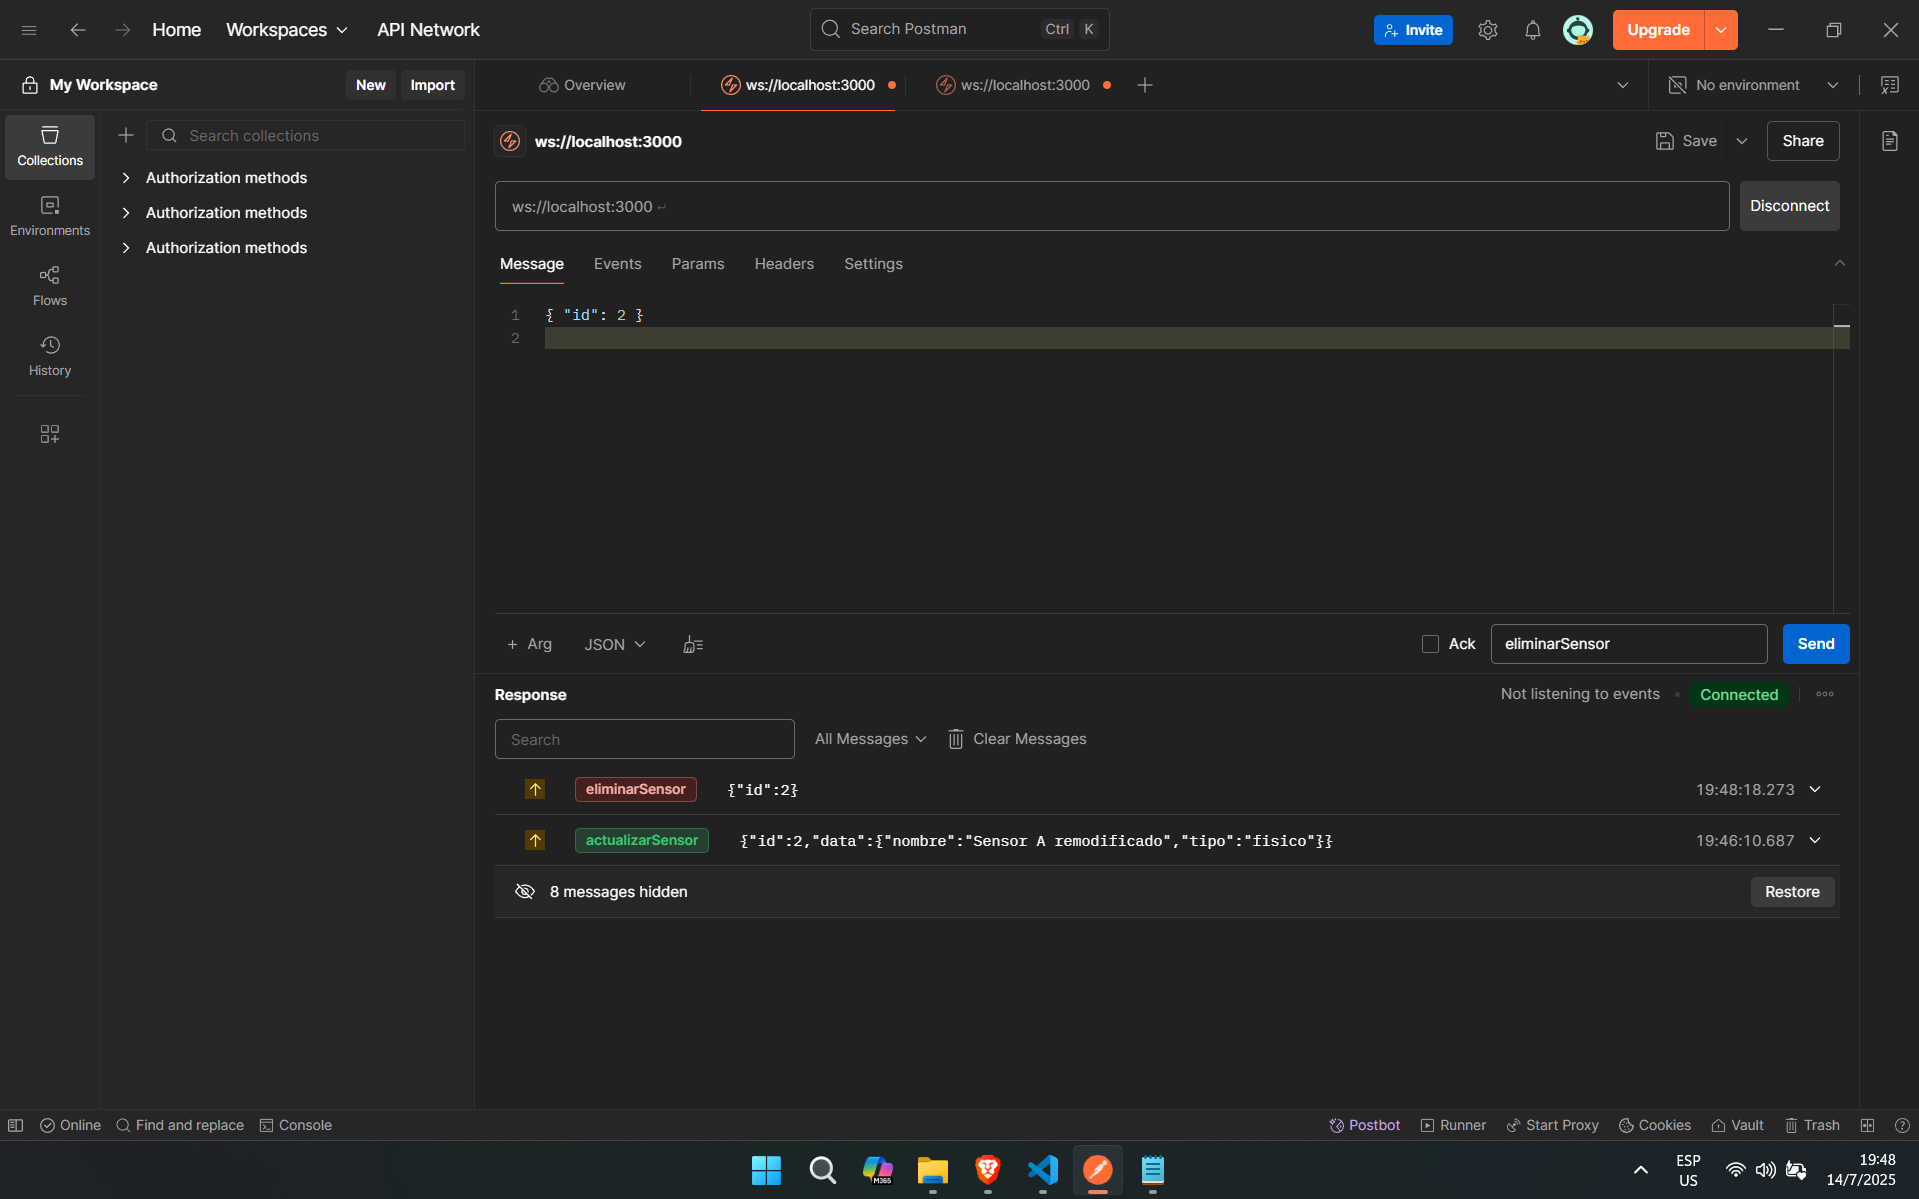 Home
Workspaces
API Network
Search Postman
Ctrl K
Invite
Upgrade
My Workspace
New
Import
Overview
ws://localhost:3000
ws://localhost:3000
No environment
Collections
Environments
Flows
History
Search collections
Authorization methods
Authorization methods
Authorization methods
ws://localhost:3000
Save
Share
ws://localhost:3000
Disconnect
Message
Events
Params
Headers
Settings
1 { "id": 2 }
2
+ Arg
JSON
Ack
eliminarSensor
Send
Response
Not listening to events
Connected
Search
All Messages
Clear Messages
eliminarSensor {"id":2} 19:48:18.273
actualizarSensor {"id":2,"data":{"nombre":"Sensor A remodificado","tipo":"fisico"}} 19:46:10.687
8 messages hidden
Restore
Online
Find and replace
Console
Postbot
Runner
Start Proxy
Cookies
Vault
Trash
M365
ESP
US
19:48
14/7/2025